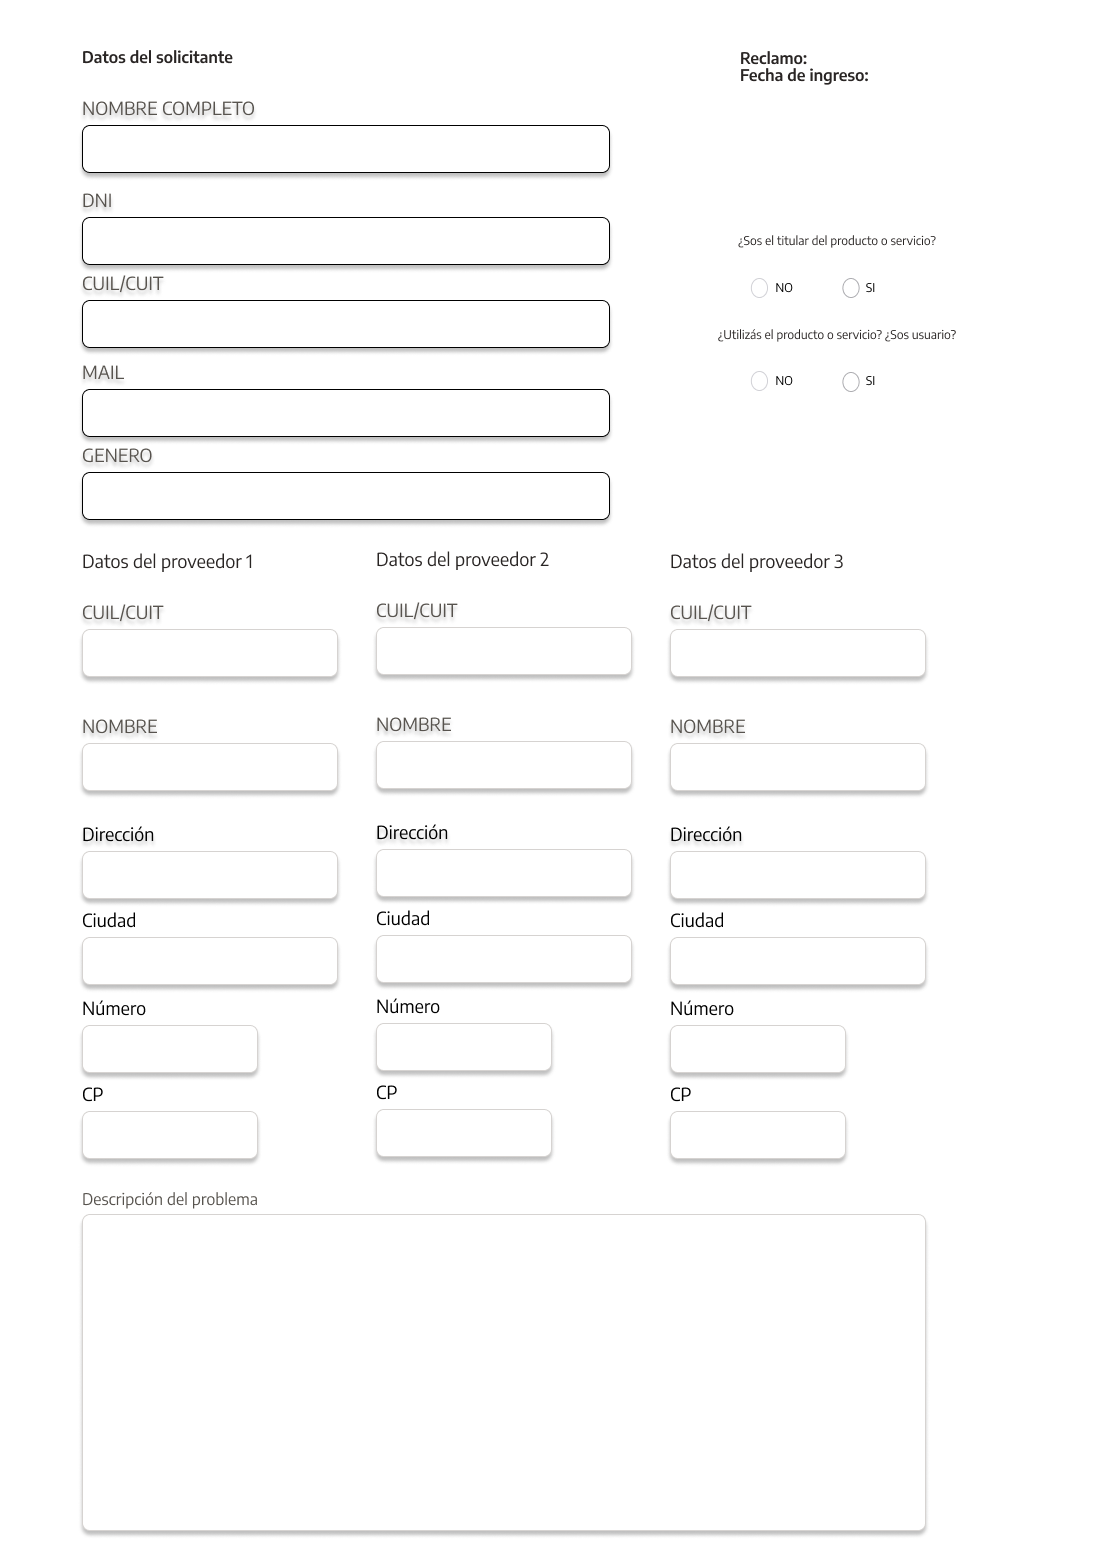 Datos del solicitante
Reclamo:
Fecha de ingreso:
NOMBRE COMPLETO
DNI
CUIL/CUIT
MAIL
GENERO
¿Sos el titular del producto o servicio?
NO SI
¿Utilizás el producto o servicio? ¿Sos usuario?
NO SI
Datos del proveedor 1
CUIL/CUIT
NOMBRE
Dirección
Ciudad
Número
CP
Datos del proveedor 2
CUIL/CUIT
NOMBRE
Dirección
Ciudad
Número
CP
Datos del proveedor 3
CUIL/CUIT
NOMBRE
Dirección
Ciudad
Número
CP
Descripción del problema